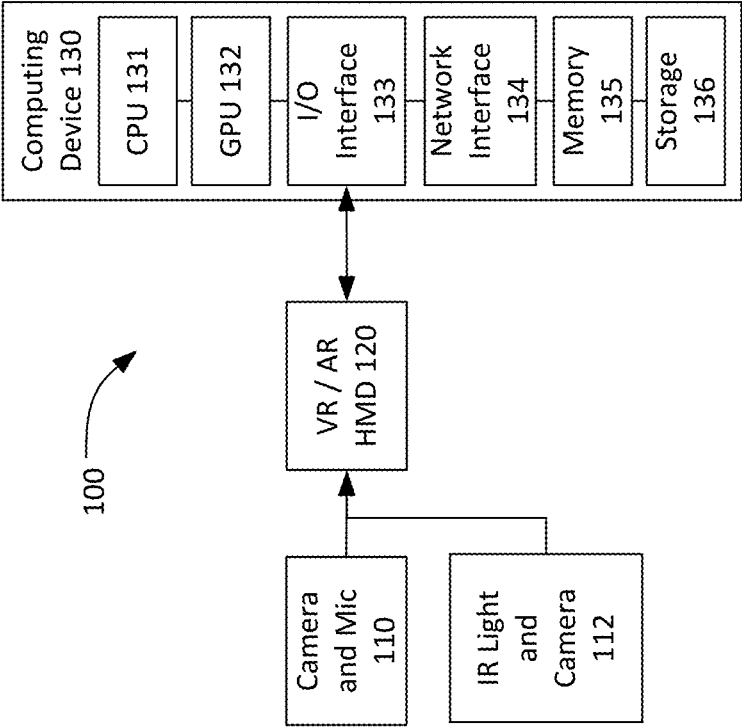 100
Camera
and Mic
110
IR Light
and
Camera
112
VR / AR
HMD 120
Computing
Device 130
CPU 131
GPU 132
I/O
Interface
133
Network
Interface
134
Memory
135
Storage
136